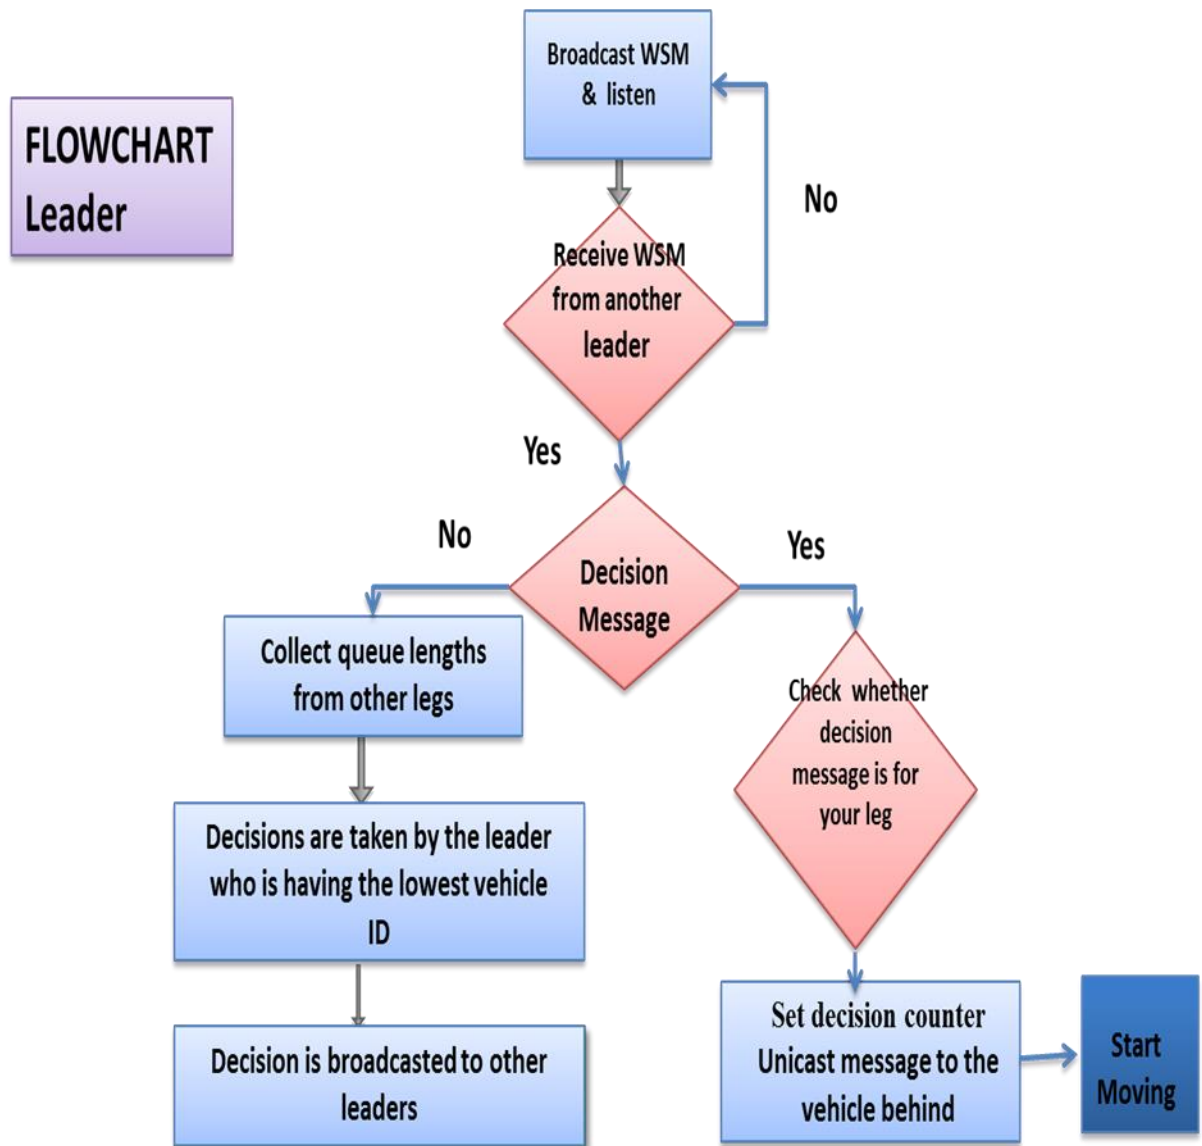 FLOWCHART
Leader
Broadcast WSM
& listen
No
Receive WSM
from another
leader
Yes
No
Yes
Decision
Message
Collect queue lengths
from other legs
Check whether
decision
message is for
your leg
Decisions are taken by the leader
who is having the lowest vehicle
ID
Set decision counter
Unicast message to the
vehicle behind
Start
Moving
Decision is broadcasted to other
leaders